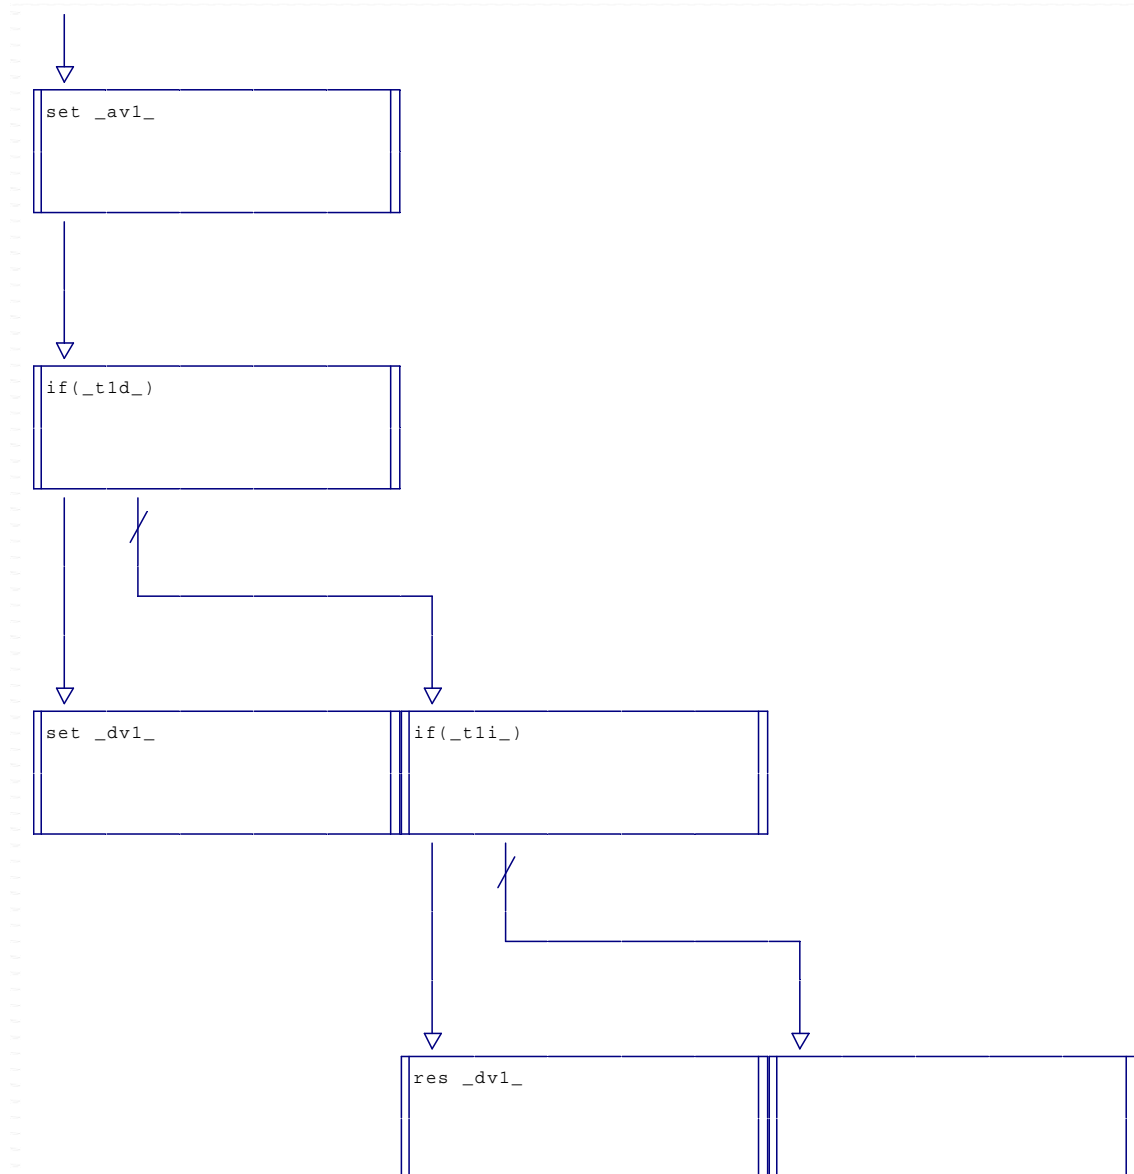 set _av1_
if(_t1d_)
set _dv1_
if(_t1i_)
res _dv1_